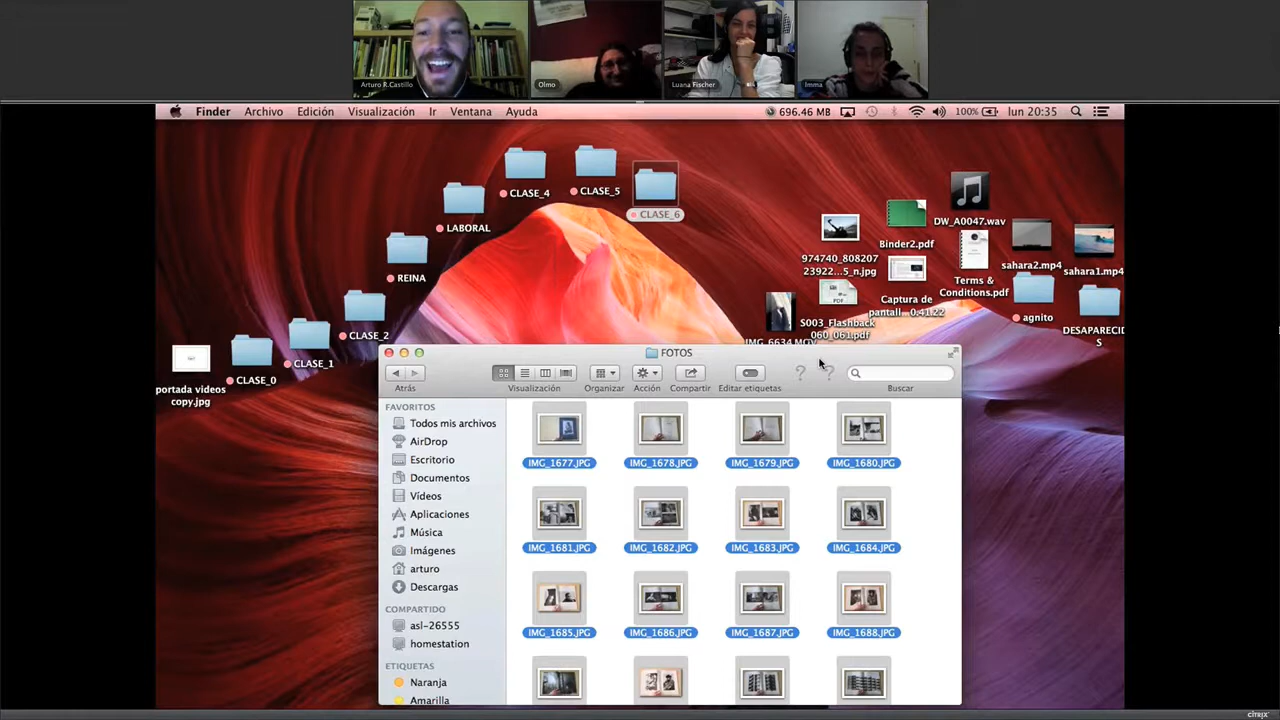 Arturo R.Castillo
Olmo
Luana Fischer
Imma
Finder Archivo Edición Visualización Ir Ventana Ayuda
696.46 MB 100% lun 20:35
CLASE_4
CLASE_5
CLASE_6
LABORAL
REINA
CLASE_2
CLASE_1
CLASE_0
portada videos
copy.jpg
DW_A0047.wav
Binder2.pdf
974740_808207
23922...5_n.jpg
sahara2.mp4
sahara1.mp4
Terms &
Conditions.pdf
Captura de
pantall...0.41.22
PDF
S003_Flashback
060_061.pdf
IMG_6634.MOV
agnito
DESAPARECID
S
FOTOS
Atrás
Visualización
Organizar
Acción
Compartir
Editar etiquetas
Buscar
FAVORITOS
Todos mis archivos
AirDrop
Escritorio
Documentos
Vídeos
Aplicaciones
Música
Imágenes
arturo
Descargas
COMPARTIDO
asl-26555
homestation
ETIQUETAS
Naranja
Amarilla
IMG_1677.JPG IMG_1678.JPG IMG_1679.JPG IMG_1680.JPG
IMG_1681.JPG IMG_1682.JPG IMG_1683.JPG IMG_1684.JPG
IMG_1685.JPG IMG_1686.JPG IMG_1687.JPG IMG_1688.JPG
CITRIX